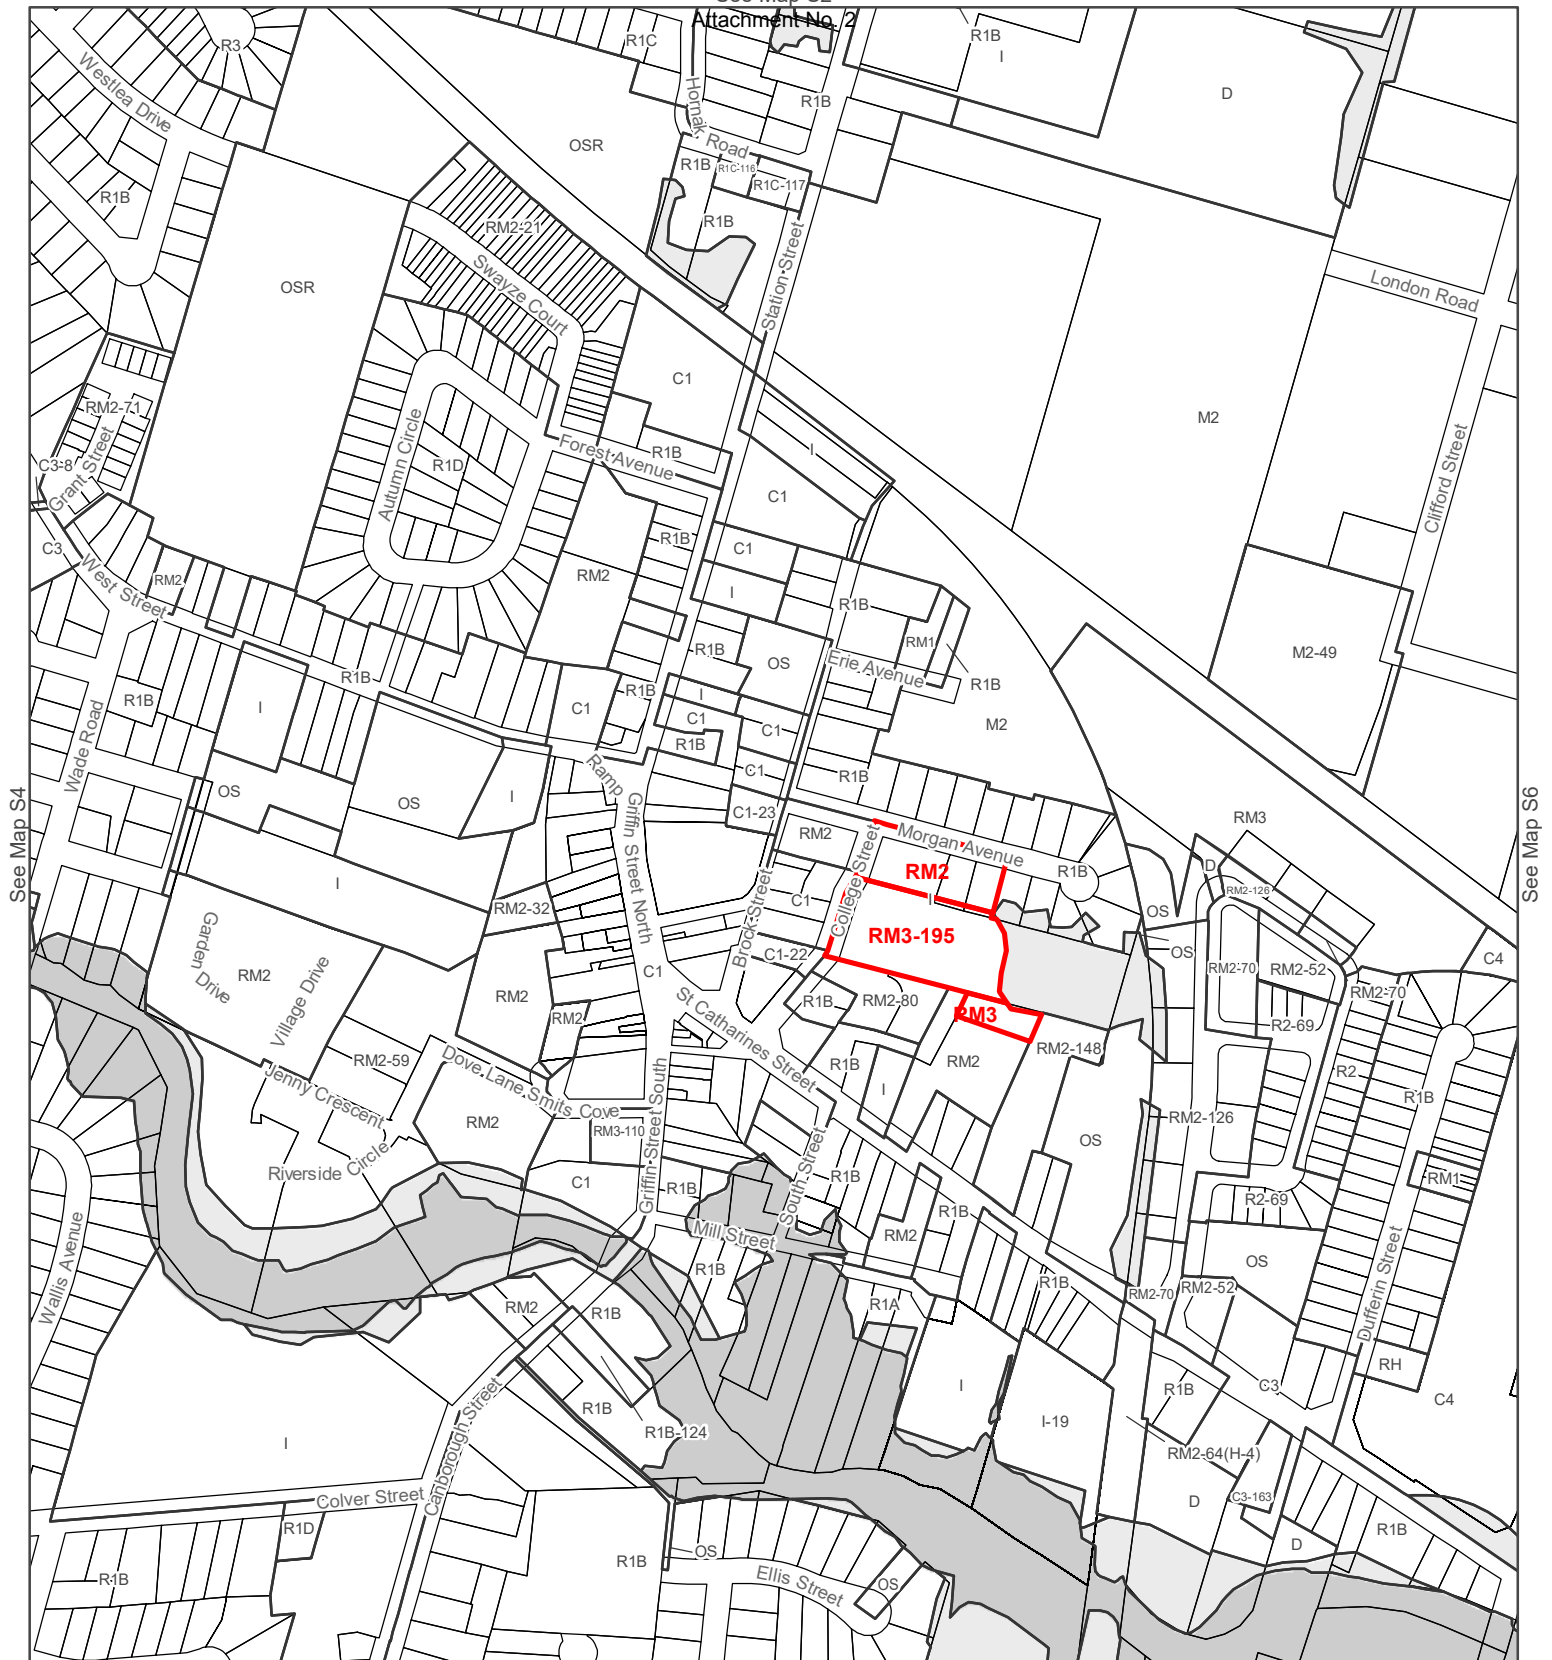 See Map S2
Attachment No. 2
R1C
R1B
I
R3
Westlea Drive
D
Hornak Road
R1B
OSR
R1B
R1C-116
R1C-117
R1B
R1B
RM2-21
Swayze Court
OSR
Station Street
London Road
C1
M2
RM2-71
Autumn Circle
Forest Avenue
R1B
I
R1D
C3-8
Grant Street
Clifford Street
C1
R1B
C1
C3
West Street
RM2
RM2
I
R1B
RM1
R1B
OS
Erie Avenue
M2-49
R1B
R1B
R1B
R1B
I
C1
I
C1
C1
M2
R1B
Wade Road
Ramp
C1
R1B
OS
OS
I
Griffin Street North
C1-23
RM2
Morgan Avenue
RM3
See Map S4
See Map S6
College Street
RM2
R1B
D
RM2-126
I
I
C1
RM2-32
Brock Street
OS
RM3-195
Garden Drive
C1-22
OS
C4
C1
RM2-70
RM2-52
RM2
Village Drive
RM2
R1B
RM2-80
RM2-70
St Catharines Street
RM3
RM2
R2-69
RM2-148
RM2-59
Dove Lane
R1B
RM2
R2
Jenny Crescent
Smits Cove
I
R1B
RM2
RM3-110
RM2-126
Griffin Street South
OS
Riverside Circle
South Street
C1
R1B
R1B
RM1
R2-69
Wallis Avenue
R1B
Mill Street
RM2
R1B
OS
R1B
RM2-70
RM2-52
RM2
R1B
R1A
Dufferin Street
RH
C3
I
R1B
C4
R1B
R1B-124
I-19
I
RM2-64(H-4)
Canborough Street
Colver Street
D
C3-163
R1D
R1B
D
R1B
OS
R1B
Ellis Street
OS